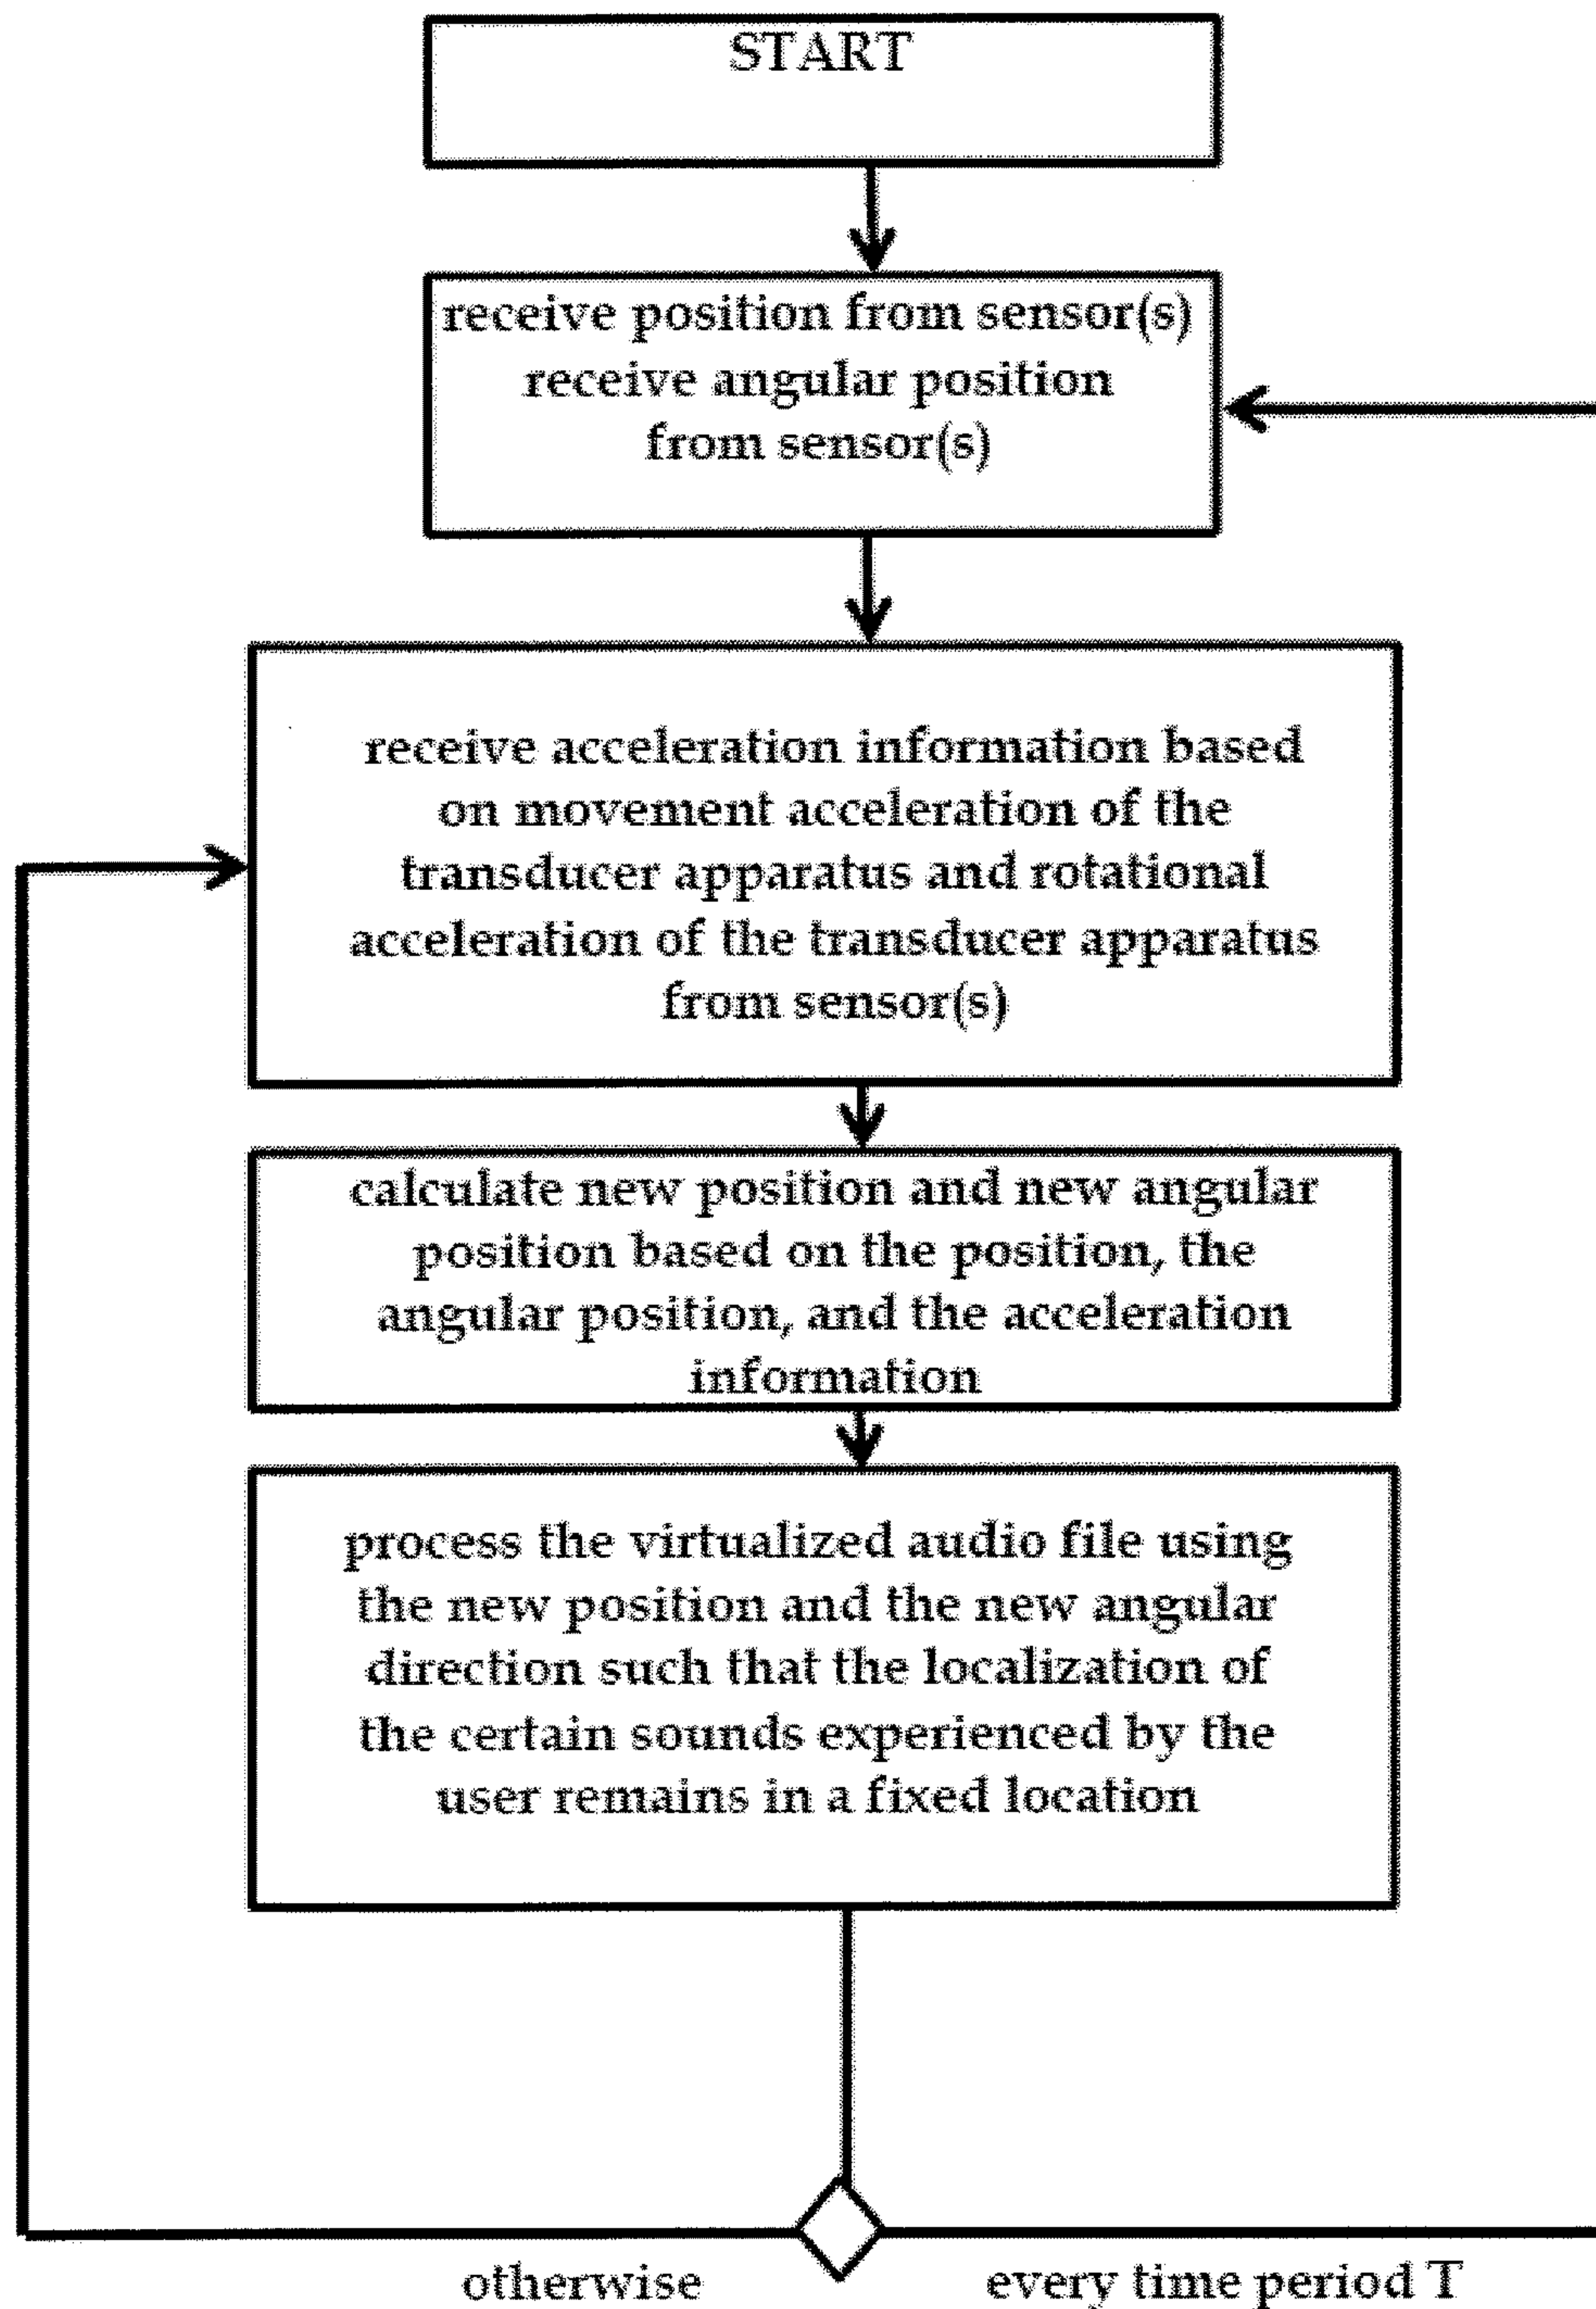 START
receive position from sensor(s)
receive angular position
from sensor(s)
receive acceleration information based
on movement acceleration of the
transducer apparatus and rotational
acceleration of the transducer apparatus
from sensor(s)
calculate new position and new angular
position based on the position, the
angular position, and the acceleration
information
process the virtualized audio file using
the new position and the new angular
direction such that the localization of
the certain sounds experienced by the
user remains in a fixed location
otherwise
every time period T